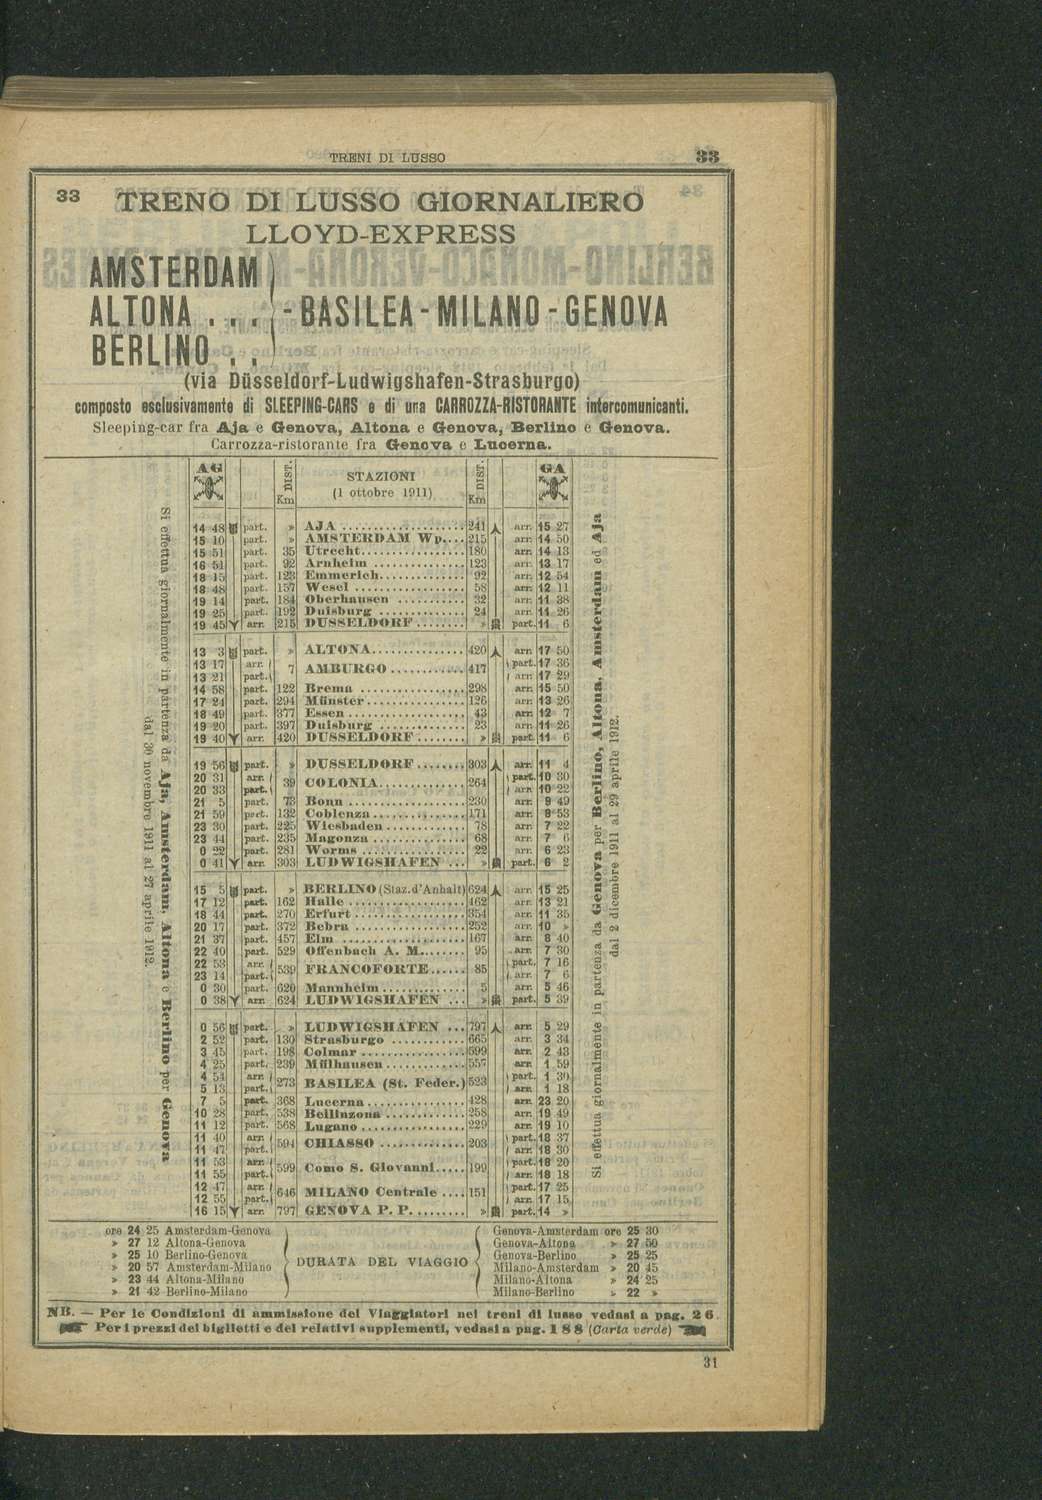 TRENI DI LUSSO 33
33 TRENO DI LUSSO GIORNALIERO
LLOYD-EXPRESS
AMSTERDAM
ALTONA . . . -BASILEA-MILANO-GENOVA
BERLINO . .
(via Düsseldorf-Ludwigshafen-Strasburgo)
composto esclusivamente di SLEEPING-CARS e di una CARROZZA-RISTORANTE intercomunicanti.
Sleeping-car fra Aja e Genova, Altona e Genova, Berlino e Genova.
Carrozza-ristorante fra Genova e Lucerna.
AG DIST. Km STAZIONI (1 ottobre 1911) DIST. Km GA
Si effettua giornalmente in partenza da Aja, Amsterdam, Altona e Berlino per Genova
dal 30 novembre 1911 al 27 aprile 1912.
14 48 part. » AJA 241 arr. 15 27
15 10 part. » AMSTERDAM Wp. 215 arr. 14 50
15 51 part. 35 Utrecht 180 arr. 14 13
16 51 part. 92 Arnheim 123 arr. 13 17
18 15 part. 123 Emmerich 92 arr. 12 54
18 48 part. 157 Wesel 58 arr. 12 11
19 14 part. 184 Oberhausen 32 arr. 11 38
19 25 part. 192 Duisburg 24 arr. 11 26
19 45 arr. 215 DUSSELDORF » part. 11 6
13 3 part. » ALTONA 420 arr. 17 50
13 17 arr. 7 AMBURGO 417 part. 17 36
13 21 part. arr. 17 29
14 58 part. 122 Brema 298 arr. 15 50
17 24 part. 294 Münster 126 arr. 13 26
18 49 part. 377 Essen 43 arr. 12 7
19 20 part. 397 Duisburg 23 arr. 11 26
19 40 arr. 420 DUSSELDORF » part. 11 6
19 56 part. » DUSSELDORF 303 arr. 11 4
20 31 arr. 39 COLONIA 264 part. 10 30
20 33 part. arr. 10 22
21 5 part. 73 Bonn 230 arr. 9 49
21 59 part. 132 Coblenza 171 arr. 8 53
23 30 part. 225 Wiesbaden 78 arr. 7 22
23 44 part. 235 Magonza 68 arr. 7 6
0 22 part. 281 Worms 22 arr. 6 23
0 41 arr. 303 LUDWIGSHAFEN » part. 6 2
15 5 part. » BERLINO (Staz. d'Anhalt) 624 arr. 15 25
17 12 part. 162 Halle 462 arr. 13 21
18 44 part. 270 Erfurt 354 arr. 11 35
20 17 part. 372 Bebra 252 arr. 10 »
21 37 part. 457 Elm 167 arr. 8 40
22 40 part. 529 Offenbach A. M. 95 arr. 7 30
22 53 arr. 539 FRANCOFORTE 85 part. 7 16
23 14 part. arr. 7 6
0 30 part. 620 Mannheim 5 arr. 5 46
0 38 arr. 624 LUDWIGSHAFEN » part. 5 39
0 56 part. » LUDWIGSHAFEN 797 arr. 5 29
2 52 part. 130 Strasburgo 665 arr. 3 34
3 45 part. 198 Colmar 599 arr. 2 43
4 25 part. 239 Mülhausen 557 arr. 1 59
4 54 arr. 273 BASILEA (St. Feder.) 523 part. 1 30
5 13 part. arr. 1 18
7 5 part. 368 Lucerna 428 arr. 23 20
10 28 part. 538 Bellinzona 258 arr. 19 49
11 12 part. 568 Lugano 229 arr. 19 10
11 40 arr. 594 CHIASSO 203 part. 18 37
11 47 part. arr. 18 30
11 53 arr. 599 Como S. Giovanni 199 part. 18 20
11 55 part. arr. 18 18
12 47 arr. 646 MILANO Centrale 151 part. 17 25
12 55 part. arr. 17 15
16 15 arr. 797 GENOVA P. P. » part. 14 »
Si effettua giornalmente in partenza da Genova per Berlino, Altona, Amsterdam ed Aja
dal 2 dicembre 1911 al 29 aprile 1912.
ore 24 25 Amsterdam-Genova Genova-Amsterdam ore 25 30
» 27 12 Altona-Genova Genova-Altona » 27 50
» 25 10 Berlino-Genova Genova-Berlino » 25 25
DURATA DEL VIAGGIO
» 20 57 Amsterdam-Milano Milano-Amsterdam » 20 45
» 23 44 Altona-Milano Milano-Altona » 24 25
» 21 42 Berlino-Milano Milano-Berlino » 22 »
NB. — Per le Condizioni di ammissione dei Viaggiatori nei treni di lusso vedasi a pag. 26
Per i prezzi dei biglietti e dei relativi supplementi, vedasi a pag. 188 (Carta verde)
31